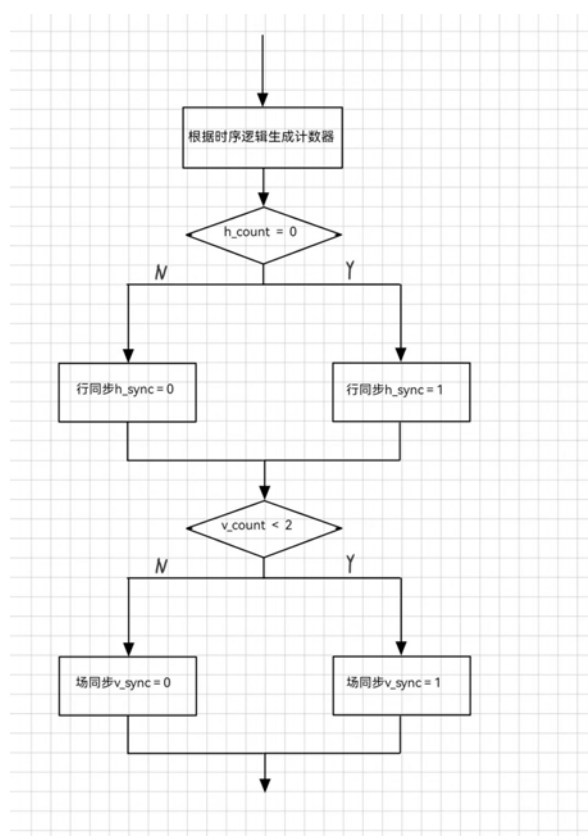 根据时序逻辑生成计数器
h_count = 0
N Y
行同步h_sync=0 行同步h_sync=1
v_count < 2
N Y
场同步v_sync=0 场同步v_sync=1